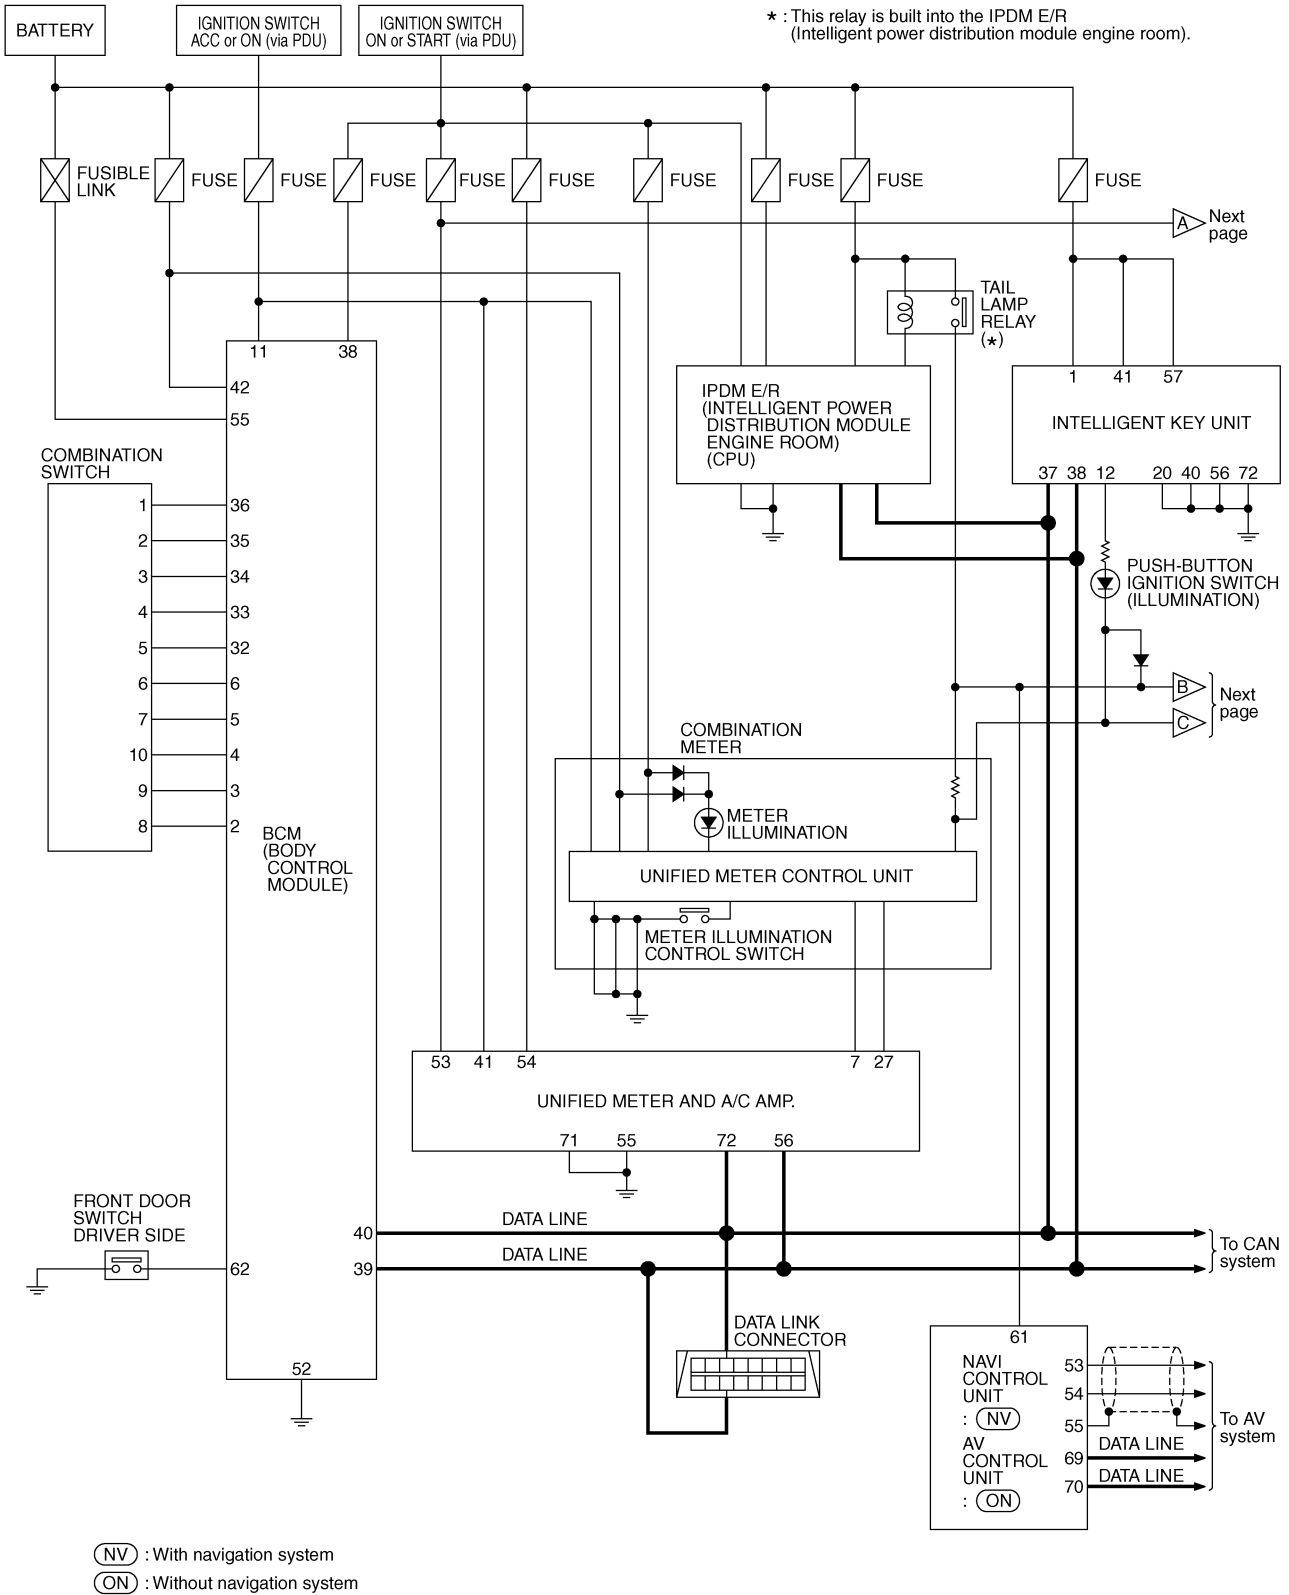 BATTERY
IGNITION SWITCH
ACC or ON (via PDU)
IGNITION SWITCH
ON or START (via PDU)
* : This relay is built into the IPDM E/R
(Intelligent power distribution module engine room).
FUSIBLE
LINK
FUSE
FUSE
FUSE
FUSE
FUSE
FUSE
FUSE
FUSE
FUSE
A
Next
page
TAIL
LAMP
RELAY
(*)
11
38
42
55
IPDM E/R
(INTELLIGENT POWER
DISTRIBUTION MODULE
ENGINE ROOM)
(CPU)
1
41
57
INTELLIGENT KEY UNIT
37
38
12
20
40
56
72
COMBINATION
SWITCH
1
36
2
35
3
34
4
33
5
32
6
6
7
5
10
4
9
3
8
2
BCM
(BODY
CONTROL
MODULE)
PUSH-BUTTON
IGNITION SWITCH
(ILLUMINATION)
B
C
Next
page
COMBINATION
METER
METER
ILLUMINATION
UNIFIED METER CONTROL UNIT
METER ILLUMINATION
CONTROL SWITCH
53
41
54
7
27
UNIFIED METER AND A/C AMP.
71
55
72
56
FRONT DOOR
SWITCH
DRIVER SIDE
40
DATA LINE
39
DATA LINE
62
To CAN
system
52
DATA LINK
CONNECTOR
61
NAVI
CONTROL
UNIT
: NV
AV
CONTROL
UNIT
: ON
53
54
55
69
DATA LINE
70
DATA LINE
To AV
system
NV : With navigation system
ON : Without navigation system